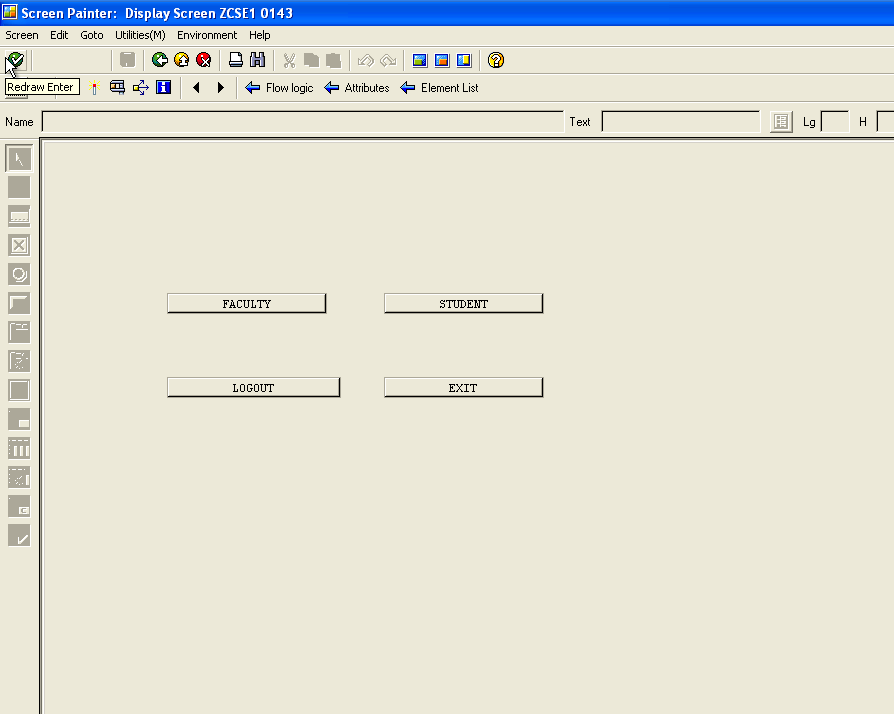 Screen Painter: Display Screen ZCSE1 0143
Screen Edit Goto Utilities(M) Environment Help
Redraw Enter
Flow logic Attributes Element List
Name Text Lg H
FACULTY STUDENT
LOGOUT EXIT